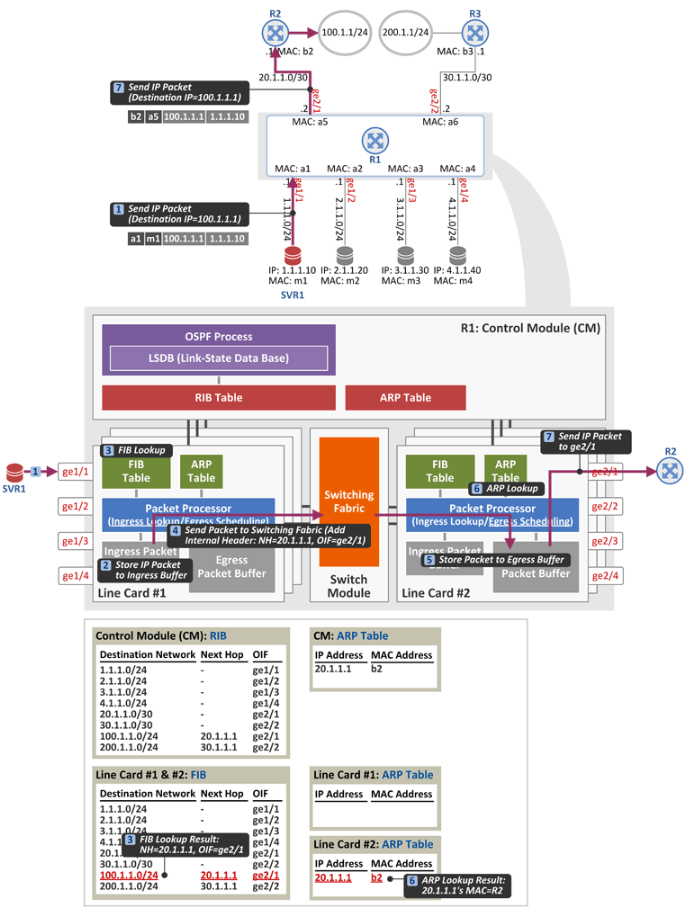 R2
R3
100.1.1/24
200.1.1/24
.1
MAC: b2
MAC: b3
.1
20.1.1.0/30
30.1.1.0/30
7 Send IP Packet
(Destination IP=100.1.1.1)
ge2/1
ge2/2
b2 a5 100.1.1.1 1.1.1.10
.2
.2
MAC: a5
MAC: a6
R1
MAC: a1
MAC: a2
MAC: a3
MAC: a4
.1
.1
.1
.1
ge1/1
ge1/2
ge1/3
ge1/4
1 Send IP Packet
(Destination IP=100.1.1.1)
1.1.1.0/24
2.1.1.0/24
3.1.1.0/24
4.1.1.0/24
a1 m1 100.1.1.1 1.1.1.10
IP: 1.1.1.10
IP: 2.1.1.20
IP: 3.1.1.30
IP: 4.1.1.40
MAC: m1
MAC: m2
MAC: m3
MAC: m4
SVR1
R1: Control Module (CM)
OSPF Process
LSDB (Link-State Data Base)
RIB Table
ARP Table
3 FIB Lookup
7 Send IP Packet
to ge2/1
SVR1
1
ge1/1
ge1/2
ge1/3
ge1/4
FIB
Table
ARP
Table
Packet Processor
(Ingress Lookup/Egress Scheduling)
4 Send Packet to Switching Fabric (Add
Internal Header: NH=20.1.1.1, OIF=ge2/1)
Ingress Packet
2 Store IP Packet
to Ingress Buffer
Egress
Packet Buffer
Line Card #1
Switching
Fabric
Switch
Module
FIB
Table
ARP
Table
6 ARP Lookup
Packet Processor
(Ingress Lookup/Egress Scheduling)
Ingress Packet
5 Store Packet to Egress Buffer
Packet Buffer
Line Card #2
ge2/1
ge2/2
ge2/3
ge2/4
R2
Control Module (CM): RIB
Destination Network Next Hop OIF
1.1.1.0/24 - ge1/1
2.1.1.0/24 - ge1/2
3.1.1.0/24 - ge1/3
4.1.1.0/24 - ge1/4
20.1.1.0/30 - ge2/1
30.1.1.0/30 - ge2/2
100.1.1.0/24 20.1.1.1 ge2/1
200.1.1.0/24 30.1.1.1 ge2/2
CM: ARP Table
IP Address MAC Address
20.1.1.1 b2
Line Card #1 & #2: FIB
Destination Network Next Hop OIF
1.1.1.0/24 - ge1/1
2.1.1.0/24 - ge1/2
3.1.1.0/24 - ge1/3
4.1.1 ge1/4
20.1 ge2/1
3 FIB Lookup Result:
NH=20.1.1.1, OIF=ge2/1
30.1.1.0/30 - ge2/2
100.1.1.0/24 20.1.1.1 ge2/1
200.1.1.0/24 30.1.1.1 ge2/2
Line Card #1: ARP Table
IP Address MAC Address
Line Card #2: ARP Table
IP Address MAC Address
20.1.1.1 b2
6 ARP Lookup Result:
20.1.1.1's MAC=R2